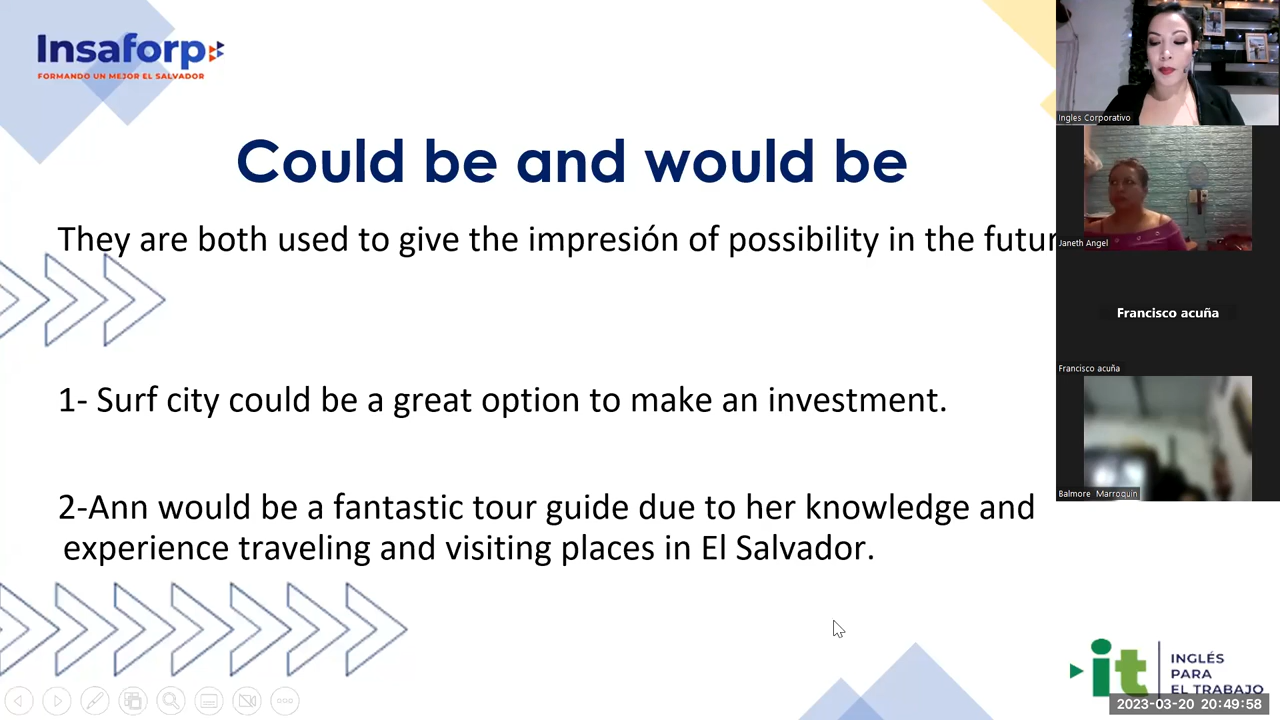 Insaforp
FORMANDO UN MEJOR EL SALVADOR
Could be and would be
They are both used to give the impresión of possibility in the futur
1- Surf city could be a great option to make an investment.
2-Ann would be a fantastic tour guide due to her knowledge and
experience traveling and visiting places in El Salvador.
Ingles Corporativo
Janeth Angel
Francisco acuña
Francisco acuña
Balmore Marroquin
it
INGLÉS
PARA
EL TRABAJO
2023-03-20 20:49:58